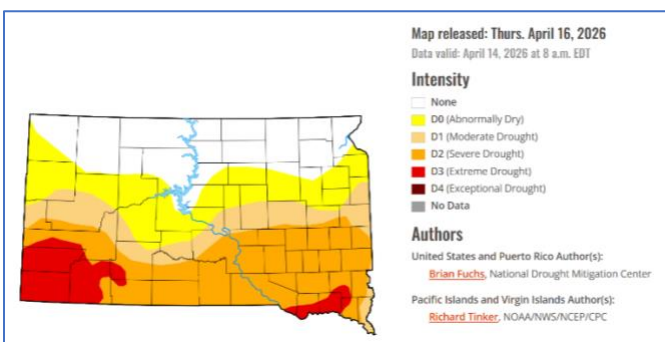 Map released: Thurs. April 16, 2026
Data valid: April 14, 2026 at 8 a.m. EDT
Intensity
None
D0 (Abnormally Dry)
D1 (Moderate Drought)
D2 (Severe Drought)
D3 (Extreme Drought)
D4 (Exceptional Drought)
No Data
Authors
United States and Puerto Rico Author(s):
Brian Fuchs, National Drought Mitigation Center
Pacific Islands and Virgin Islands Author(s):
Richard Tinker, NOAA/NWS/NCEP/CPC